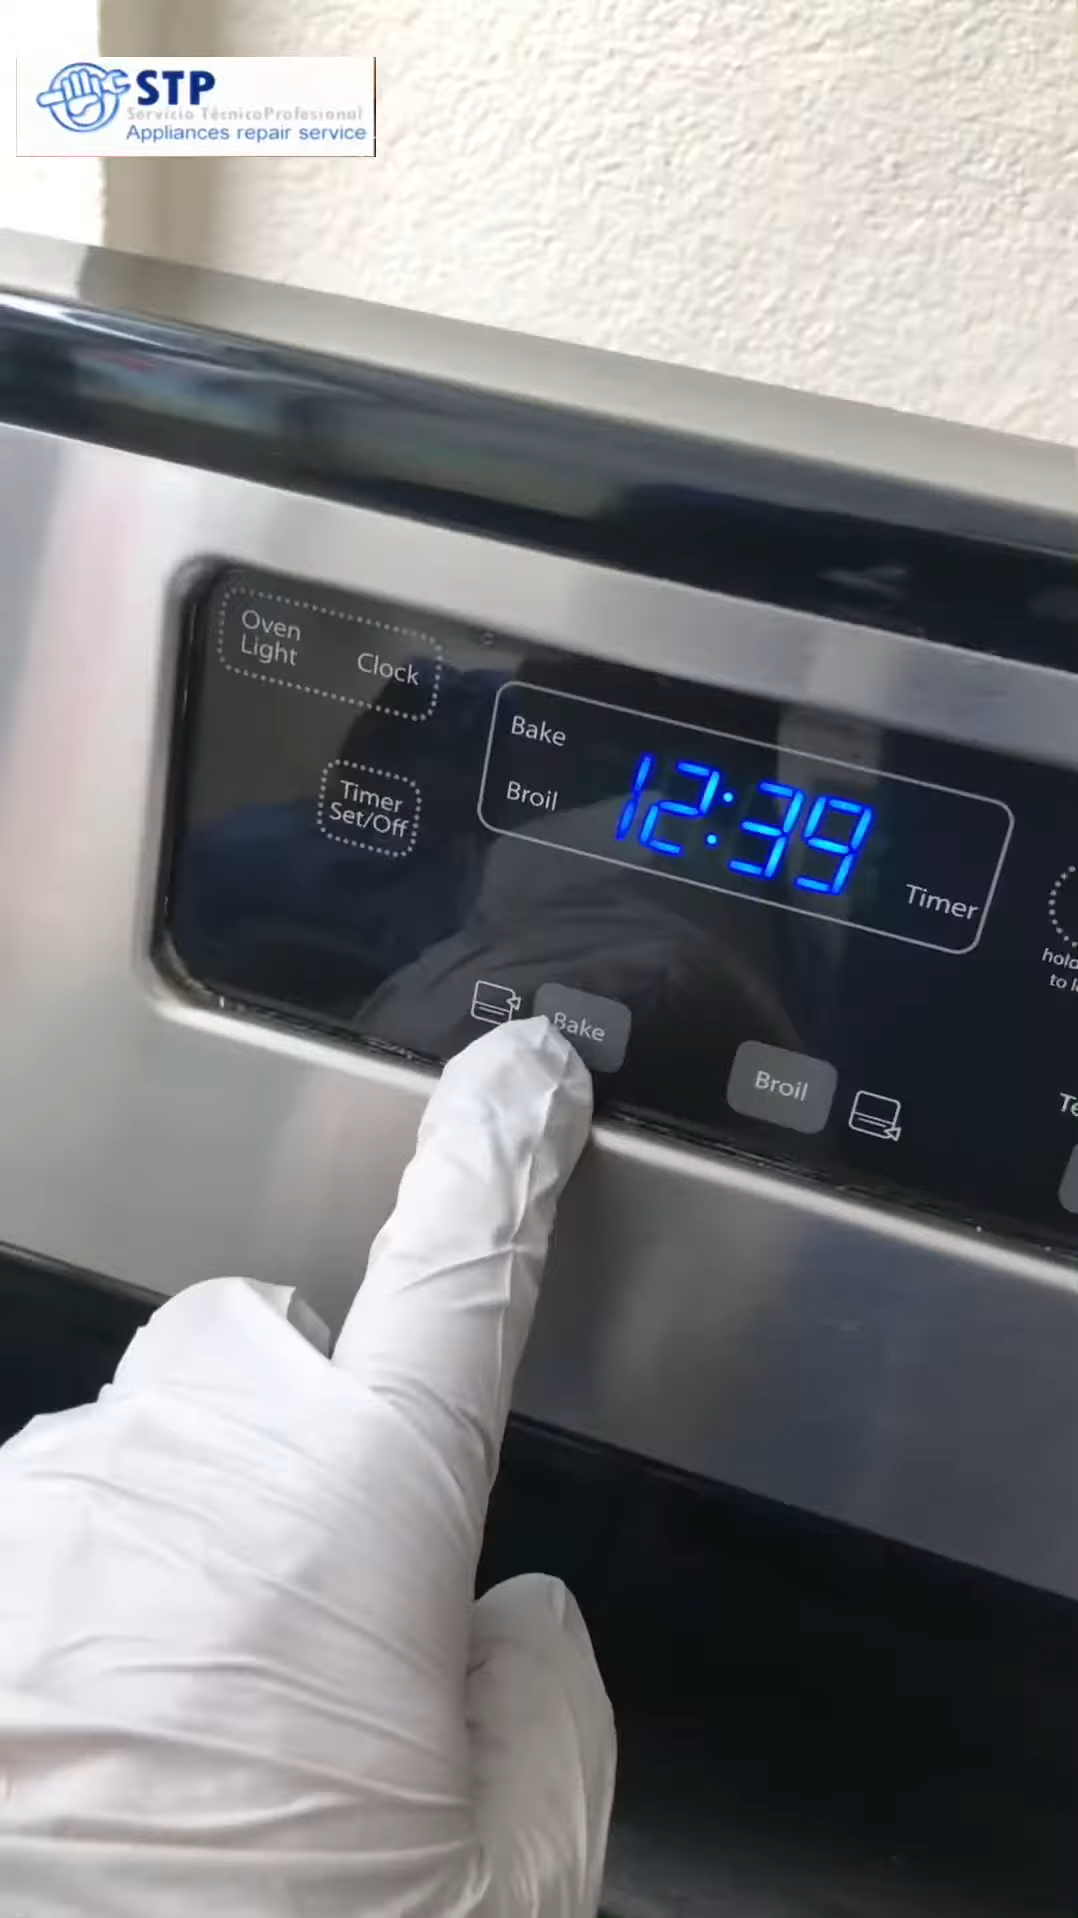 STP
Servicio TécnicoProfesional
Appliances repair service
Oven
Light
Clock
Timer
Set/Off
Bake
Broil
12:39
Timer
Bake
Broil